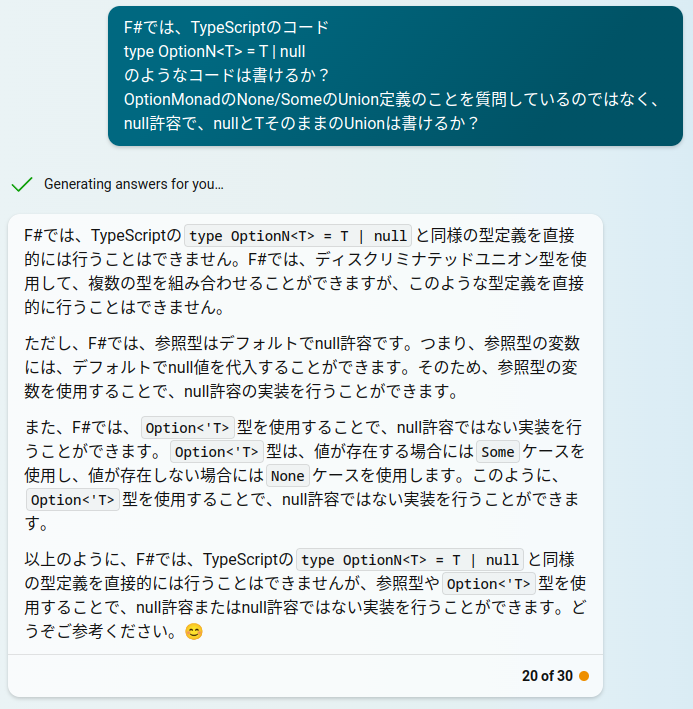 F#では、TypeScriptのコード
type OptionN<T> = T | null
のようなコードは書けるか？
OptionMonadのNone/SomeのUnion定義のことを質問しているのではなく、
null許容で、nullとTそのままのUnionは書けるか？
Generating answers for you…
F#では、TypeScriptの type OptionN<T> = T | null と同様の型定義を直接
的には行うことはできません。F#では、ディスクリミナテッドユニオン型を使
用して、複数の型を組み合わせることができますが、このような型定義を直接
的に行うことはできません。
ただし、F#では、参照型はデフォルトでnull許容です。つまり、参照型の変数
には、デフォルトでnull値を代入することができます。そのため、参照型の変
数を使用することで、null許容の実装を行うことができます。
また、F#では、 Option<'T> 型を使用することで、null許容ではない実装を行
うことができます。 Option<'T> 型は、値が存在する場合には Some ケースを
使用し、値が存在しない場合には None ケースを使用します。このように、
Option<'T> 型を使用することで、null許容ではない実装を行うことができま
す。
以上のように、F#では、TypeScriptの type OptionN<T> = T | null と同様
の型定義を直接的には行うことはできませんが、参照型や Option<'T> 型を使
用することで、null許容またはnull許容ではない実装を行うことができます。ど
うぞご参考ください。😊
20 of 30